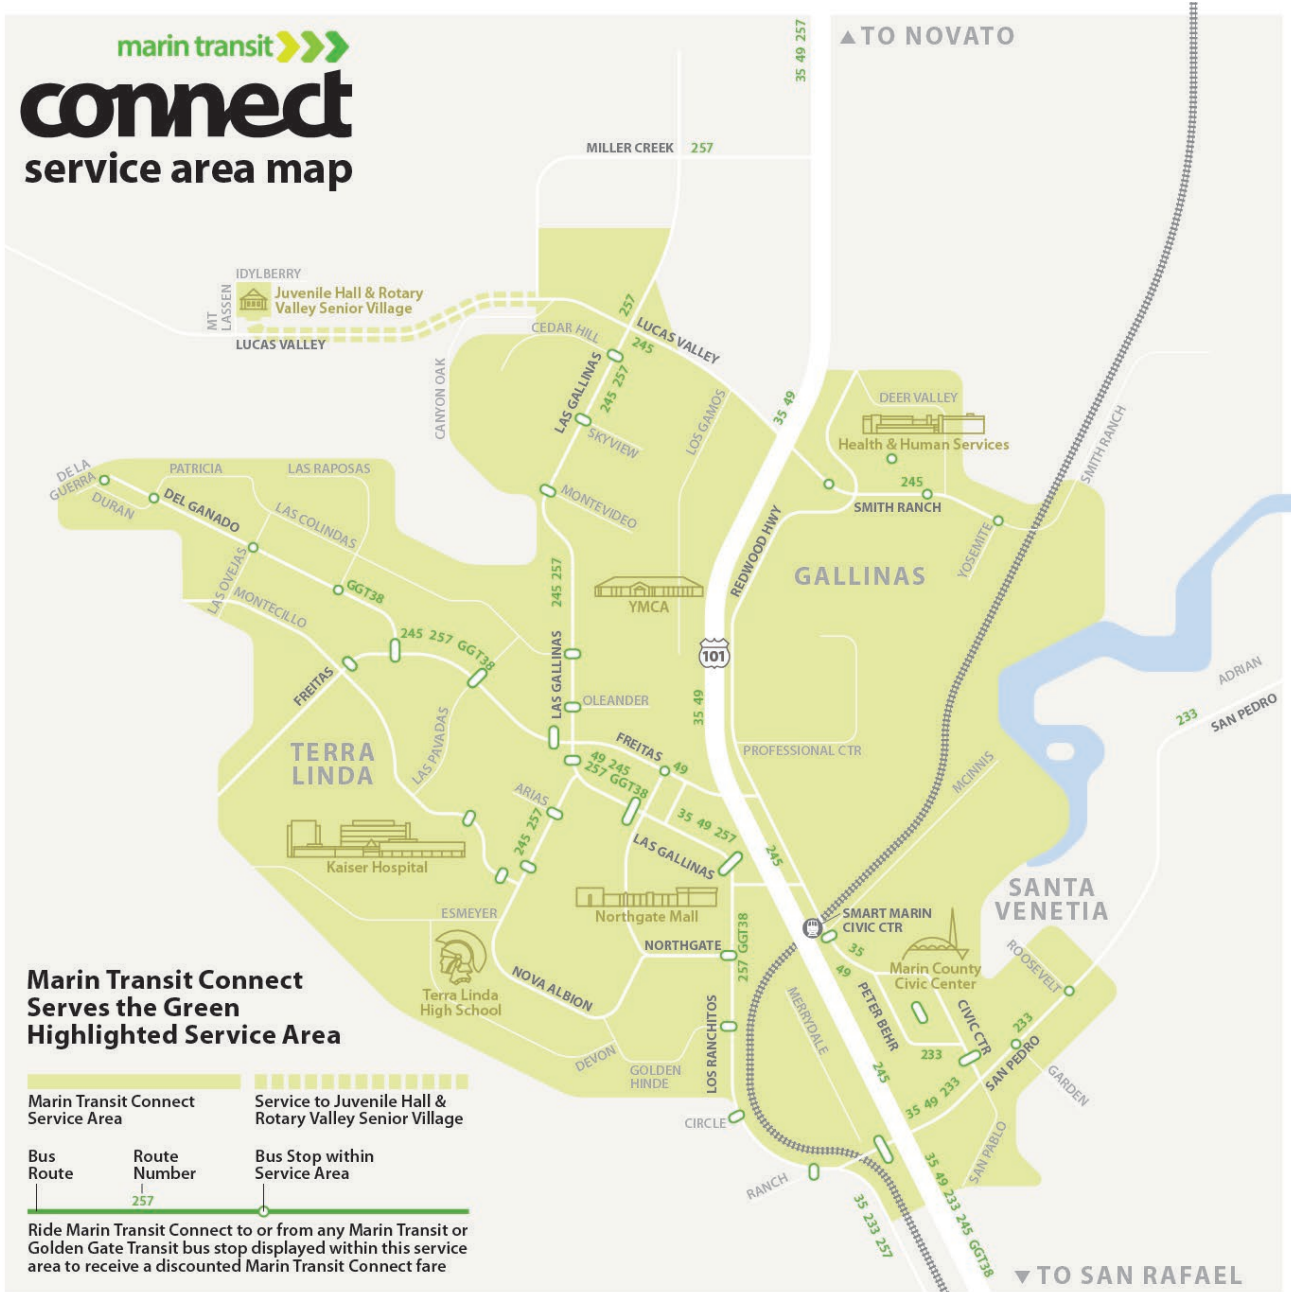 marin transit
connect
service area map
35 49 257
TO NOVATO
MILLER CREEK 257
IDYLBERRY
MT
LASSEN
Juvenile Hall & Rotary
Valley Senior Village
LUCAS VALLEY
CANYON OAK
CEDAR HILL
257
LUCAS VALLEY
245
LAS GALLINAS
245 257
SKYVIEW
LOS GAMOS
MONTEVIDEO
35 49
DEER VALLEY
Health & Human Services
245
SMITH RANCH
SMITH RANCH
YOSEMITE
REDWOOD HWY
GALLINAS
DE LA
GUERRA
DURAN
PATRICIA
LAS RAPOSAS
DEL GANADO
LAS COLINDAS
LAS OVEJAS
MONTECILLO
GGT38
245 257 GGT38
FREITAS
245 257
LAS GALLINAS
YMCA
101
35 49
OLEANDER
FREITAS
49
49 245
257 GGT38
TERRA
LINDA
LAS PAVADAS
ARIAS
245 257
PROFESSIONAL CTR
MCINNIS
ADRIAN
SAN PEDRO
233
35 49 257
245
LAS GALLINAS
Kaiser Hospital
ESMEYER
Northgate Mall
NORTHGATE
257 GGT38
SMART MARIN
CIVIC CTR
SANTA
VENETIA
35
49
Marin County
Civic Center
ROOSEVELT
Terra Linda
High School
NOVA ALBION
LOS RANCHITOS
MERRYDALE
PETER BEHR
CIVIC CTR
233
233
SAN PEDRO
GARDEN
DEVON
GOLDEN
HINDE
245
35 49 233
CIRCLE
SAN PABLO
RANCH
35 233 257
35 49 233 245 GGT38
TO SAN RAFAEL
Marin Transit Connect
Serves the Green
Highlighted Service Area
Marin Transit Connect
Service Area
Service to Juvenile Hall &
Rotary Valley Senior Village
Bus
Route
Route
Number
257
Bus Stop within
Service Area
Ride Marin Transit Connect to or from any Marin Transit or
Golden Gate Transit bus stop displayed within this service
area to receive a discounted Marin Transit Connect fare